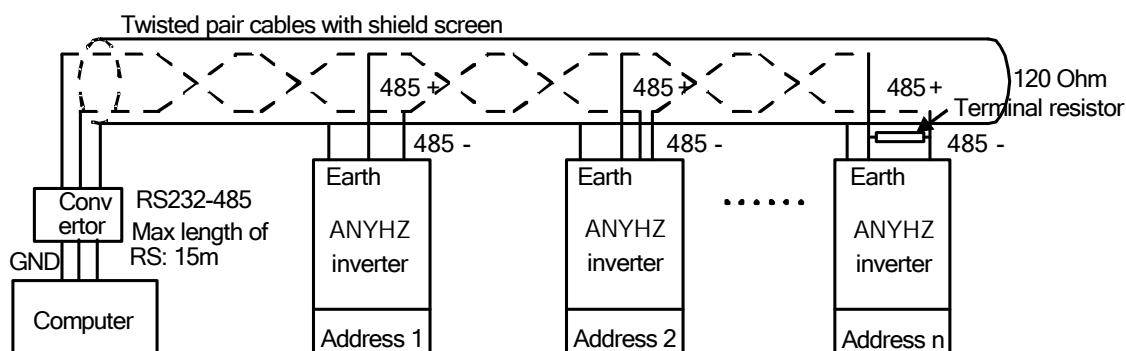 Twisted pair cables with shield screen
485 +
485 +
485 +
120 Ohm
Terminal resistor
485 -
485 -
485 -
Earth
Earth
Earth
Conv
ertor
RS232-485
Max length of
RS: 15m
ANYHZ
inverter
ANYHZ
inverter
ANYHZ
inverter
GND
Computer
Address 1
Address 2
Address n